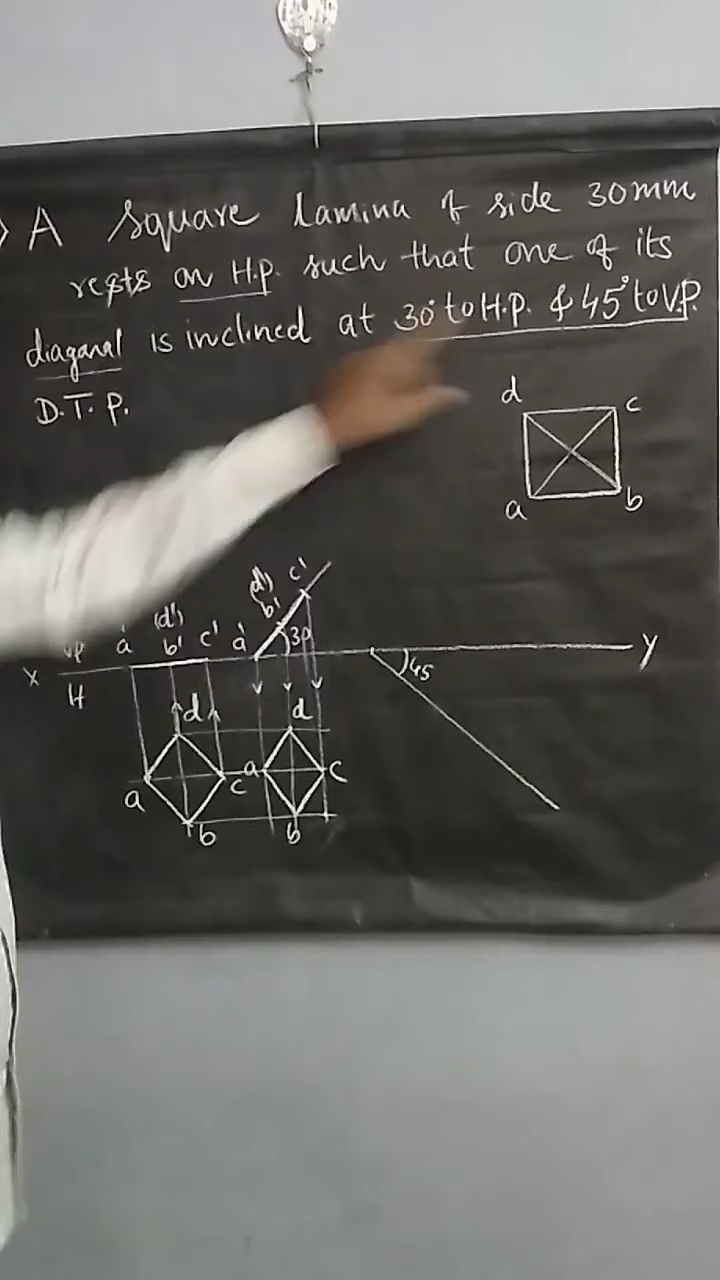 A Square Lamina of side 30mm
rests on H.P. such that one of its
diaganal is inclined at 30° to H.P. & 45° to V.P.
D.T.P.
d c
a b
(d') c'
b'
a' (d') b' c' a' 30
X VP H Y
45
d d
a c a c
b b